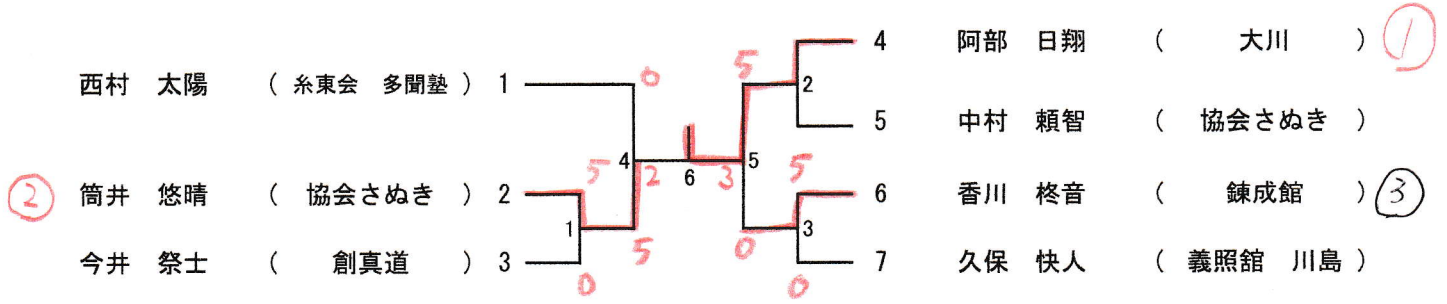 西村 太陽 ( 糸東会 多聞塾 ) 1
② 筒井 悠晴 ( 協会さぬき ) 2
今井 祭士 ( 創真道 ) 3
0
5
4
2
1
5
0
6
5
2
3
5
5
3
0
0
4 阿部 日翔 ( 大川 ) ①
5 中村 頼智 ( 協会さぬき )
6 香川 柊音 ( 錬成館 ) ③
7 久保 快人 ( 義照舘 川島 )